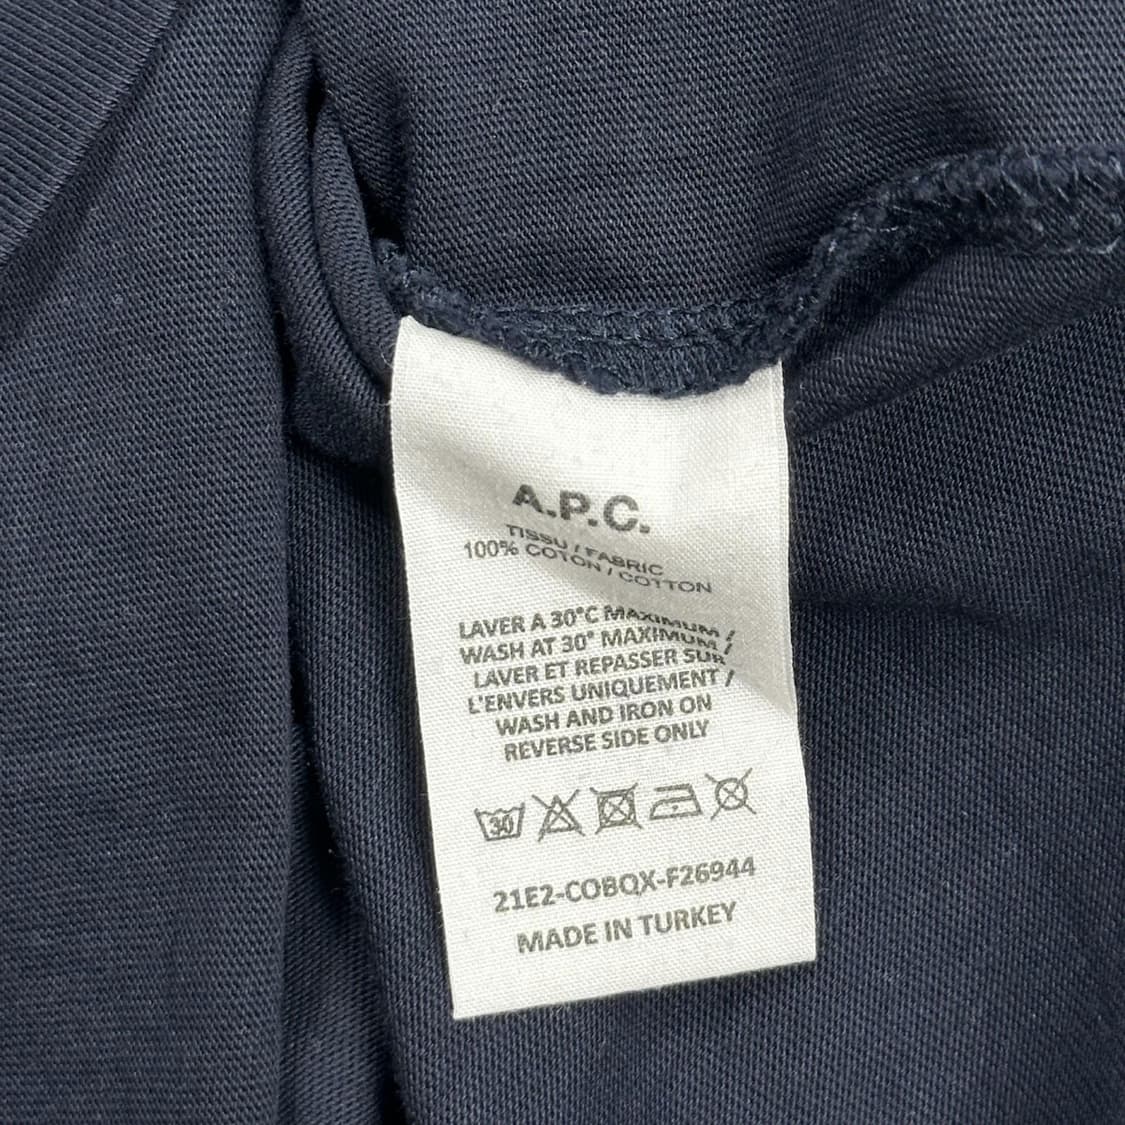 A.P.C.
TISSU / FABRIC
100% COTON / COTTON
LAVER A 30°C MAXIMUM /
WASH AT 30° MAXIMUM /
LAVER ET REPASSER SUR
L'ENVERS UNIQUEMENT /
WASH AND IRON ON
REVERSE SIDE ONLY
30
21E2-COBQX-F26944
MADE IN TURKEY